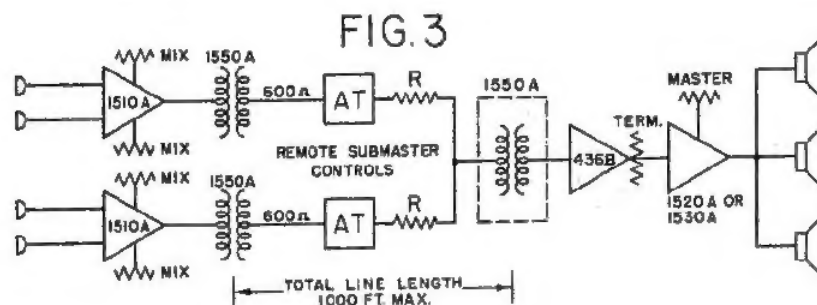 FIG. 3
MIX
1550A
1510A
MIX
600Ω
AT
R
REMOTE SUBMASTER
CONTROLS
1550A
MIX
1510A
MIX
600Ω
AT
R
1550A
436B
TERM.
MASTER
1520A OR
1530A
TOTAL LINE LENGTH
1000 FT. MAX.